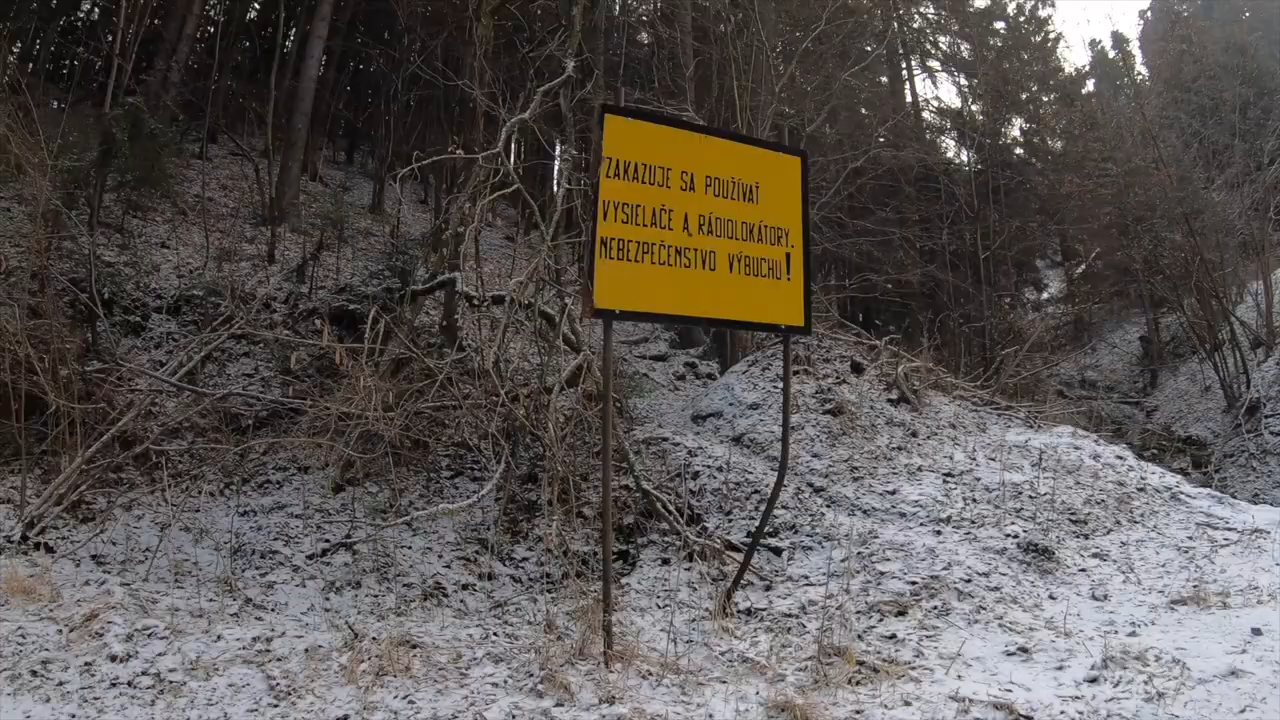 ZAKAZUJE SA POUŽÍVAŤ
VYSIELAČE A RÁDIOLOKÁTORY.
NEBEZPEČENSTVO VÝBUCHU!